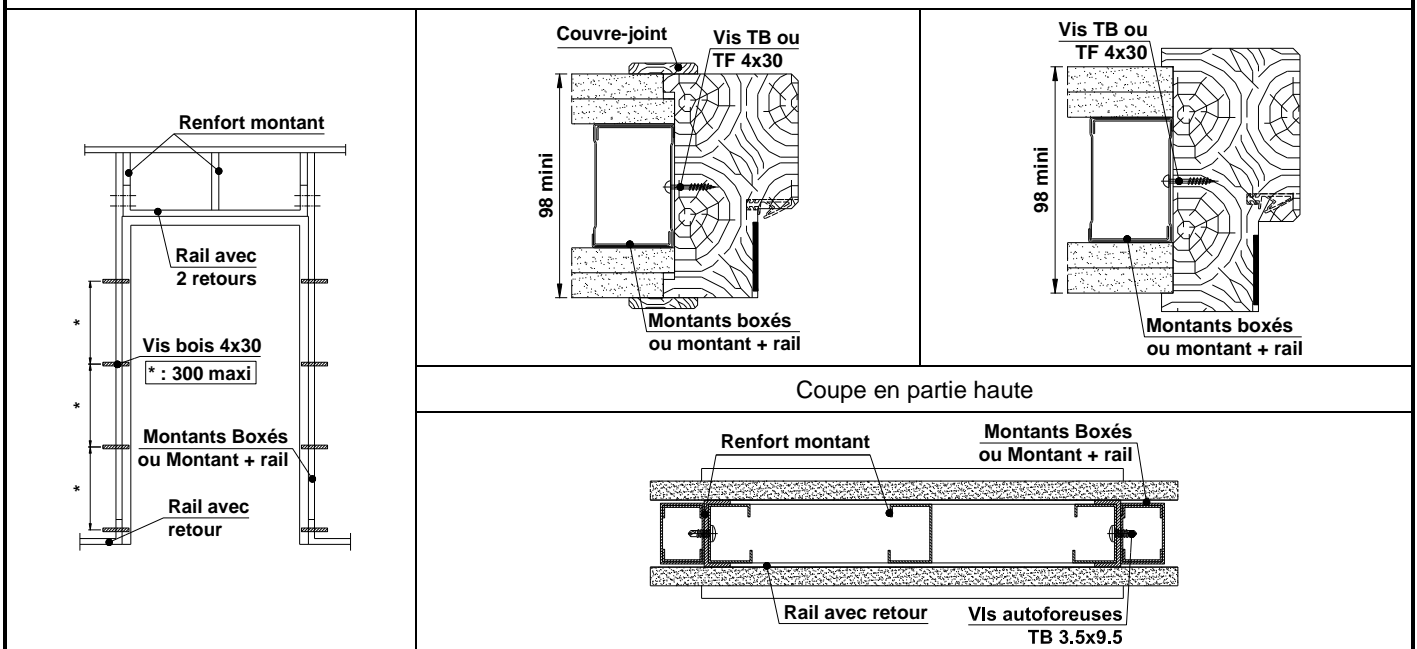 Renfort montant
Rail avec
2 retours
*
Vis bois 4x30
* : 300 maxi
*
Montants Boxés
ou Montant + rail
*
Rail avec
retour
Couvre-joint
Vis TB ou
TF 4x30
98 mini
Montants boxés
ou montant + rail
Vis TB ou
TF 4x30
98 mini
Montants boxés
ou montant + rail
Coupe en partie haute
Renfort montant
Montants Boxés
ou Montant + rail
Rail avec retour
VIs autoforeuses
TB 3.5x9.5